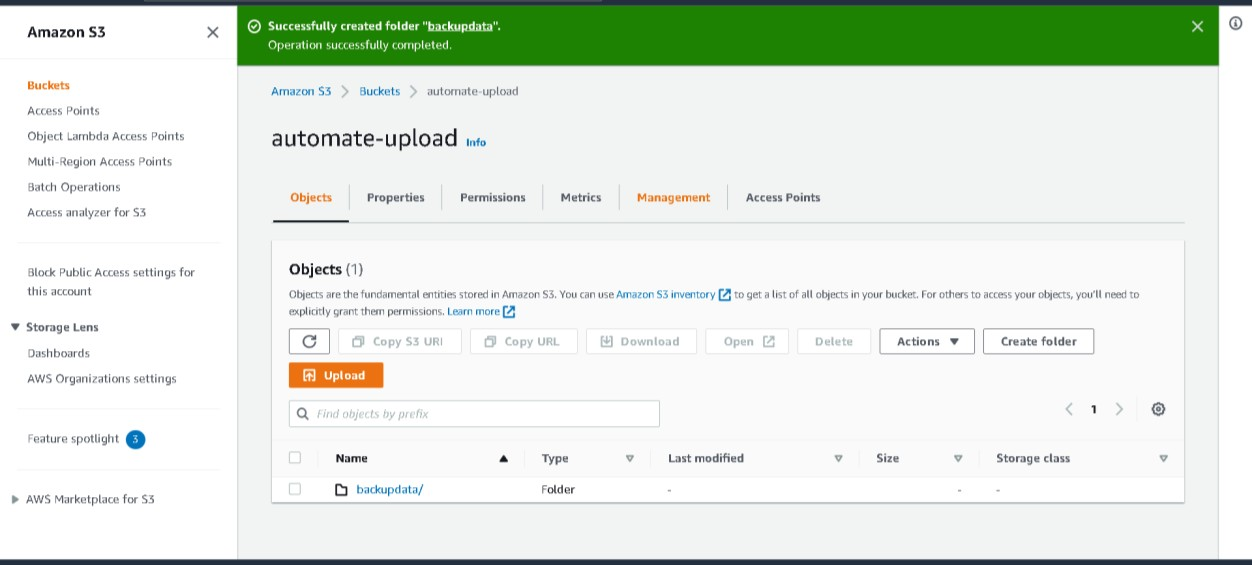 Amazon S3
Successfully created folder "backupdata".
Operation successfully completed.
Buckets
Access Points
Object Lambda Access Points
Multi-Region Access Points
Batch Operations
Access analyzer for S3
Block Public Access settings for
this account
Storage Lens
Dashboards
AWS Organizations settings
Feature spotlight 3
AWS Marketplace for S3
Amazon S3 > Buckets > automate-upload
automate-upload Info
Objects Properties Permissions Metrics Management Access Points
Objects (1)
Objects are the fundamental entities stored in Amazon S3. You can use Amazon S3 inventory to get a list of all objects in your bucket. For others to access your objects, you'll need to
explicitly grant them permissions. Learn more
Copy S3 URI Copy URL Download Open Delete Actions Create folder
Upload
Find objects by prefix
1
Name Type Last modified Size Storage class
backupdata/ Folder - - -